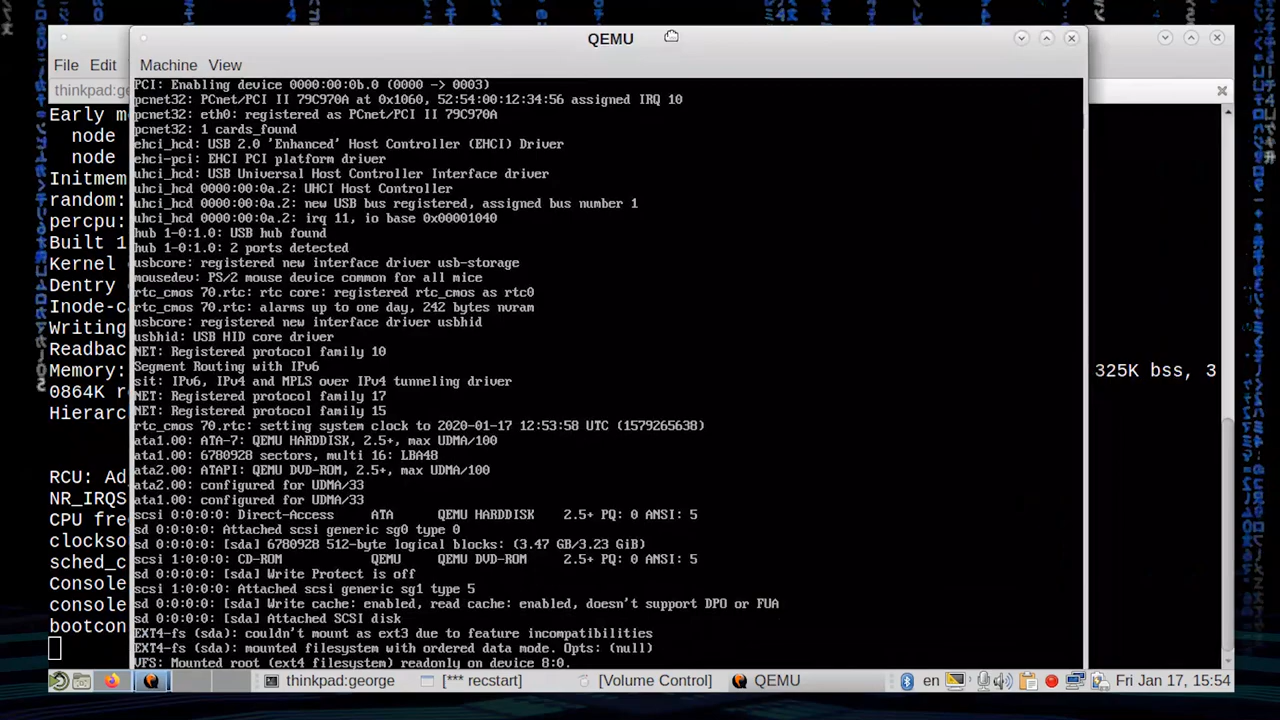 QEMU
File Edit
Machine View
thinkpad:ge
Early m
node
node
Initmem
random:
percpu:
Built 1
Kernel
Dentry
Inode-ca
Writing
Readbac
Memory:
0864K r
Hierarc
RCU: Ad
NR_IRQS
CPU fre
clockso
sched_c
Console
console
bootcon
PCI: Enabling device 0000:00:0b.0 (0000 -> 0003)
pcnet32: PCnet/PCI II 79C970A at 0x1060, 52:54:00:12:34:56 assigned IRQ 10
pcnet32: eth0: registered as PCnet/PCI II 79C970A
pcnet32: 1 cards_found
ehci_hcd: USB 2.0 'Enhanced' Host Controller (EHCI) Driver
ehci-pci: EHCI PCI platform driver
uhci_hcd: USB Universal Host Controller Interface driver
uhci_hcd 0000:00:0a.2: UHCI Host Controller
uhci_hcd 0000:00:0a.2: new USB bus registered, assigned bus number 1
uhci_hcd 0000:00:0a.2: irq 11, io base 0x00001040
hub 1-0:1.0: USB hub found
hub 1-0:1.0: 2 ports detected
usbcore: registered new interface driver usb-storage
mousedev: PS/2 mouse device common for all mice
rtc_cmos 70.rtc: rtc core: registered rtc_cmos as rtc0
rtc_cmos 70.rtc: alarms up to one day, 242 bytes nvram
usbcore: registered new interface driver usbhid
usbhid: USB HID core driver
NET: Registered protocol family 10
Segment Routing with IPv6
sit: IPv6, IPv4 and MPLS over IPv4 tunneling driver
NET: Registered protocol family 17
NET: Registered protocol family 15
rtc_cmos 70.rtc: setting system clock to 2020-01-17 12:53:58 UTC (1579265638)
ata1.00: ATA-7: QEMU HARDDISK, 2.5+, max UDMA/100
ata1.00: 6780928 sectors, multi 16: LBA48
ata2.00: ATAPI: QEMU DVD-ROM, 2.5+, max UDMA/100
ata2.00: configured for UDMA/33
ata1.00: configured for UDMA/33
scsi 0:0:0:0: Direct-Access ATA QEMU HARDDISK 2.5+ PQ: 0 ANSI: 5
sd 0:0:0:0: Attached scsi generic sg0 type 0
sd 0:0:0:0: [sda] 6780928 512-byte logical blocks: (3.47 GB/3.23 GiB)
scsi 1:0:0:0: CD-ROM QEMU QEMU DVD-ROM 2.5+ PQ: 0 ANSI: 5
sd 0:0:0:0: [sda] Write Protect is off
scsi 1:0:0:0: Attached scsi generic sg1 type 5
sd 0:0:0:0: [sda] Write cache: enabled, read cache: enabled, doesn't support DPO or FUA
sd 0:0:0:0: [sda] Attached SCSI disk
EXT4-fs (sda): couldn't mount as ext3 due to feature incompatibilities
EXT4-fs (sda): mounted filesystem with ordered data mode. Opts: (null)
VFS: Mounted root (ext4 filesystem) readonly on device 8:0.
325K bss, 3
thinkpad:george [*** recstart] [Volume Control] QEMU en Fri Jan 17, 15:54